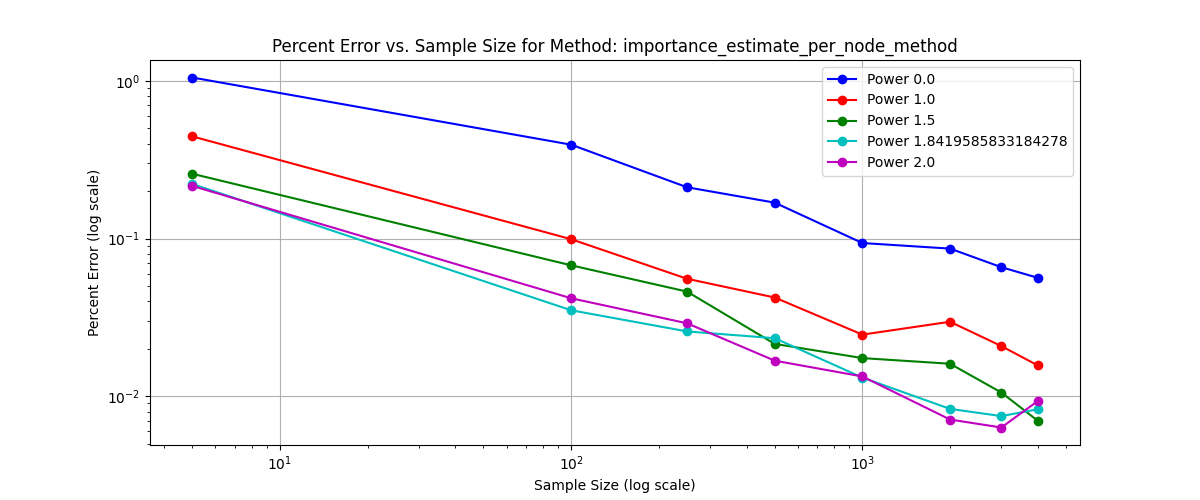 Percent Error vs. Sample Size for Method: importance_estimate_per_node_method
Percent Error (log scale)
10⁰
10⁻¹
10⁻²
Power 0.0
Power 1.0
Power 1.5
Power 1.8419585833184278
Power 2.0
10¹
10²
10³
Sample Size (log scale)